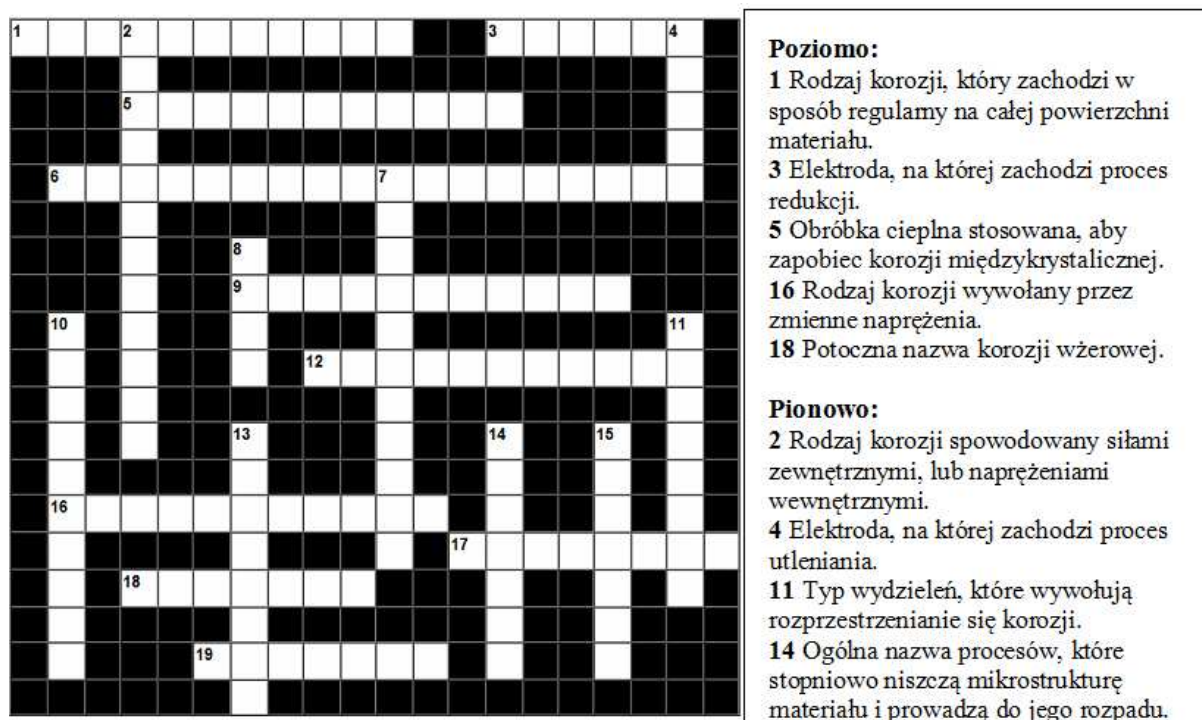 1 2 3 4
5
6 7
8
9
10 11
12
13 14 15
16
17
18
19
Poziomo:
1 Rodzaj korozji, który zachodzi w
sposób regularny na całej powierzchni
materiału.
3 Elektroda, na której zachodzi proces
redukcji.
5 Obróbka cieplna stosowana, aby
zapobiec korozji międzykrystalicznej.
16 Rodzaj korozji wywołany przez
zmienne naprężenia.
18 Potoczna nazwa korozji wżerowej.
Pionowo:
2 Rodzaj korozji spowodowany siłami
zewnętrznymi, lub naprężeniami
wewnętrznymi.
4 Elektroda, na której zachodzi proces
utleniania.
11 Typ wydzieleń, które wywołują
rozprzestrzenianie się korozji.
14 Ogólna nazwa procesów, które
stopniowo niszczą mikrostrukturę
materiału i prowadzą do jego rozpadu.